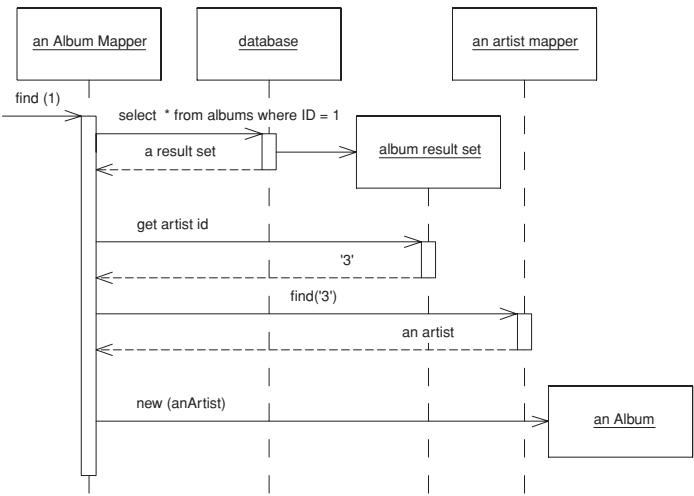 an Album Mapper
database
an artist mapper
find (1)
select * from albums where ID = 1
a result set
album result set
get artist id
'3'
find('3')
an artist
new (anArtist)
an Album